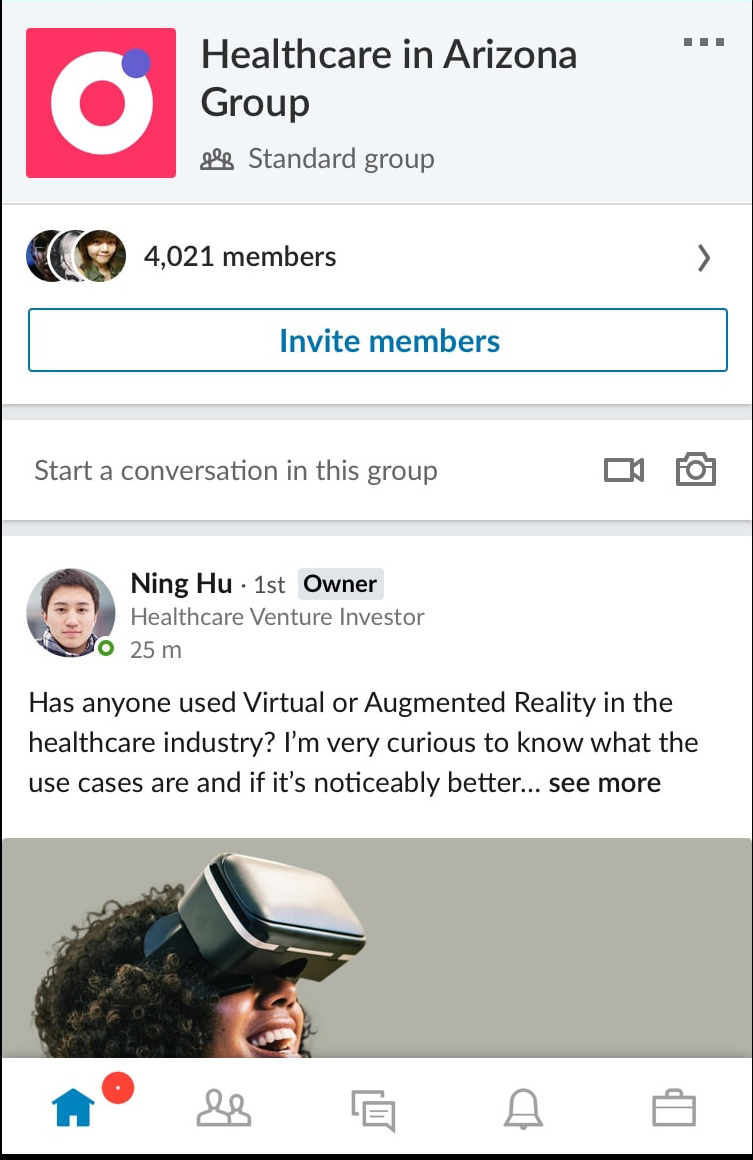 Healthcare in Arizona
Group
Standard group
4,021 members
Invite members
Start a conversation in this group
Ning Hu · 1st Owner
Healthcare Venture Investor
25 m
Has anyone used Virtual or Augmented Reality in the
healthcare industry? I’m very curious to know what the
use cases are and if it’s noticeably better... see more